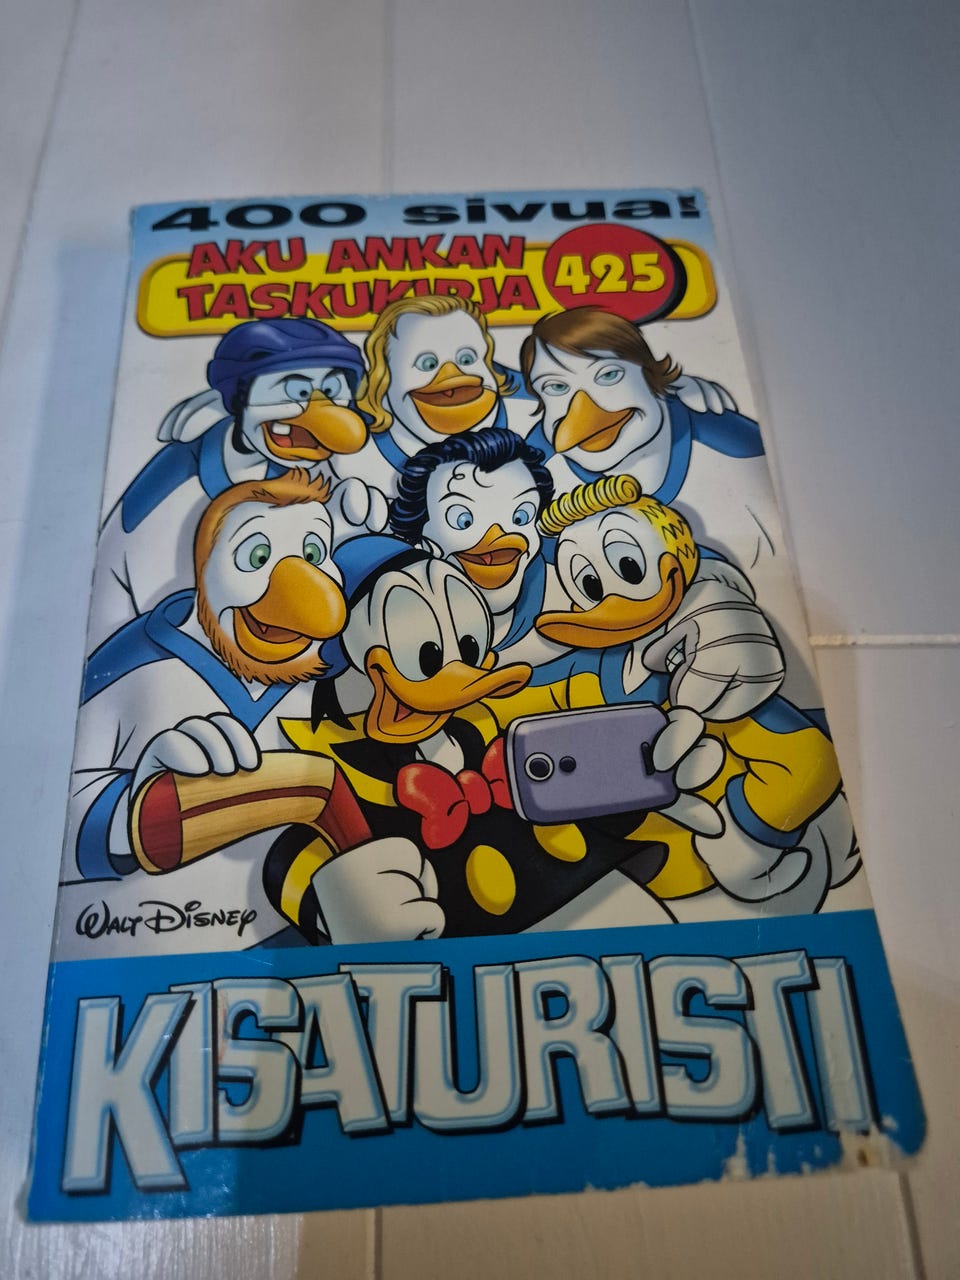 400 sivua!
AKU ANKAN
TASKUKIRJA
425
WALT DISNEY
KISATURISTI